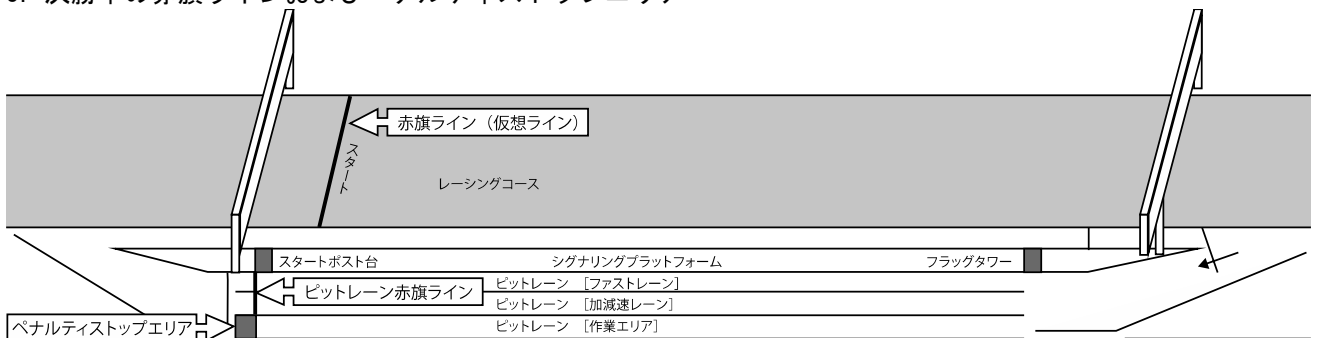 赤旗ライン（仮想ライン）
スタート
レーシングコース
スタートポスト台
シグナリングプラットフォーム
フラッグタワー
ピットレーン赤旗ライン
ピットレーン ［ファストレーン］
ピットレーン ［加減速レーン］
ペナルティストップエリア
ピットレーン ［作業エリア］